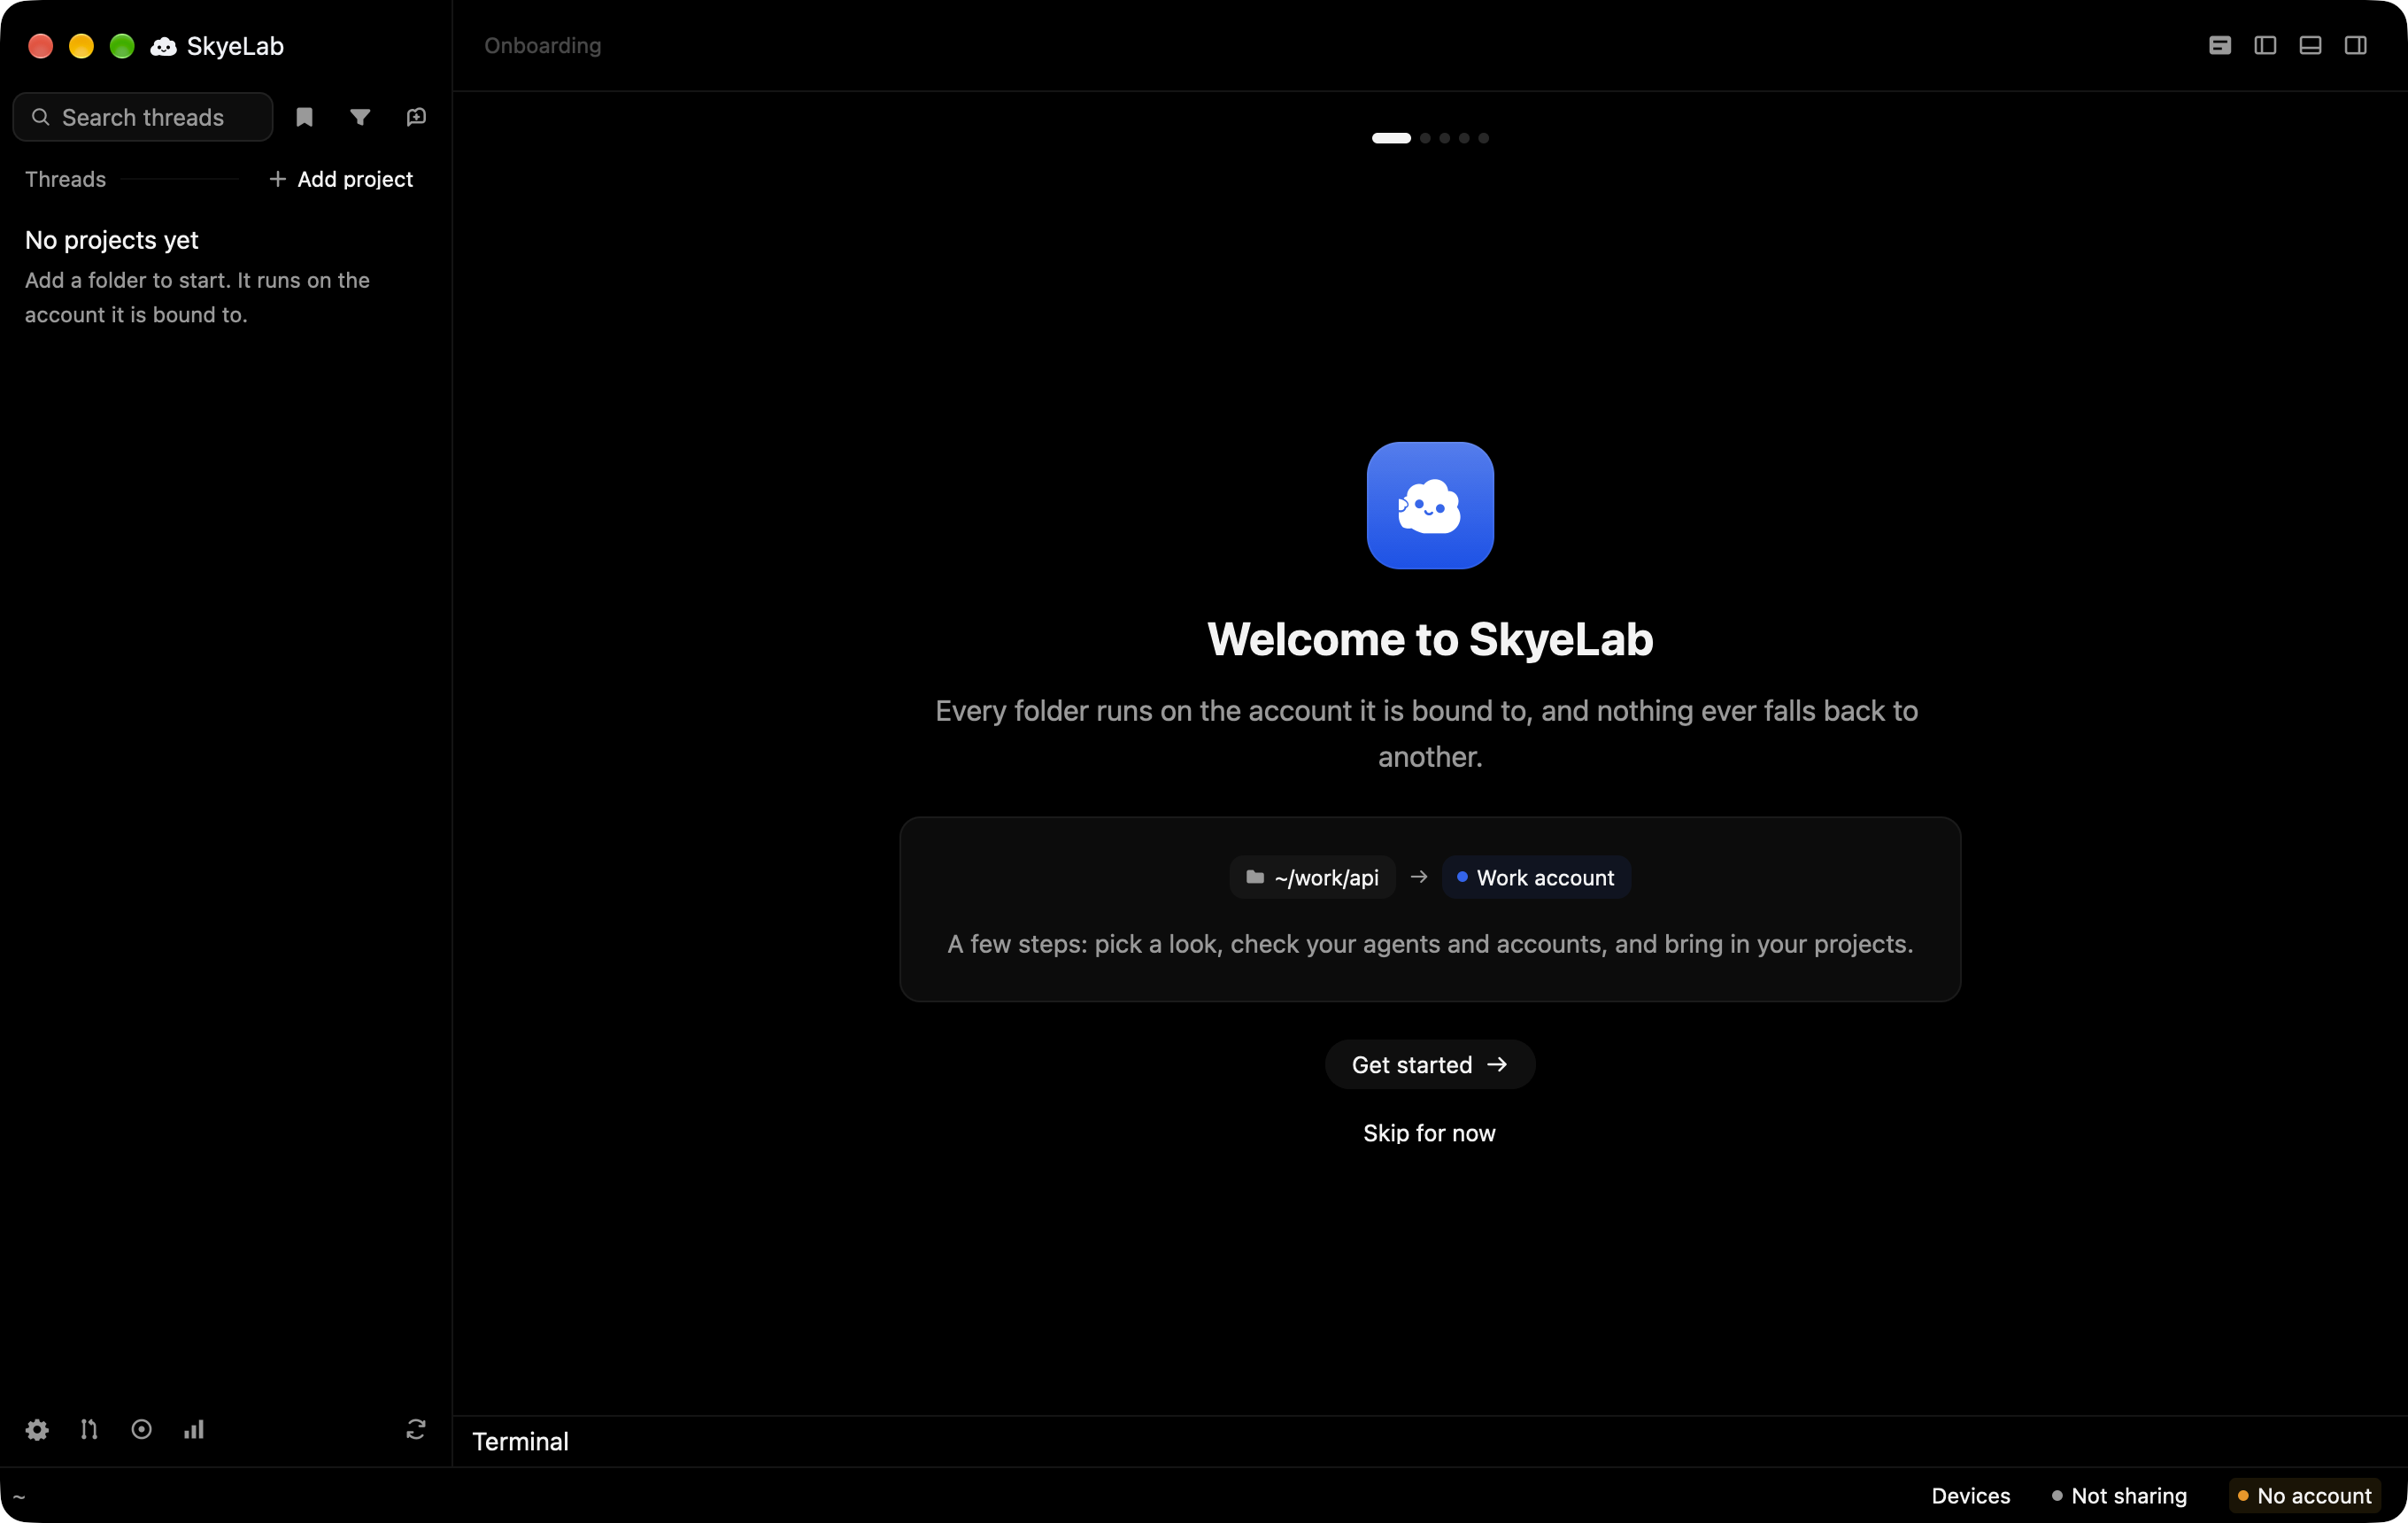 SkyeLab
Onboarding
Search threads
Threads
Add project
No projects yet
Add a folder to start. It runs on the
account it is bound to.
Welcome to SkyeLab
Every folder runs on the account it is bound to, and nothing ever falls back to
another.
~/work/api → Work account
A few steps: pick a look, check your agents and accounts, and bring in your projects.
Get started →
Skip for now
Terminal
~
Devices
Not sharing
No account